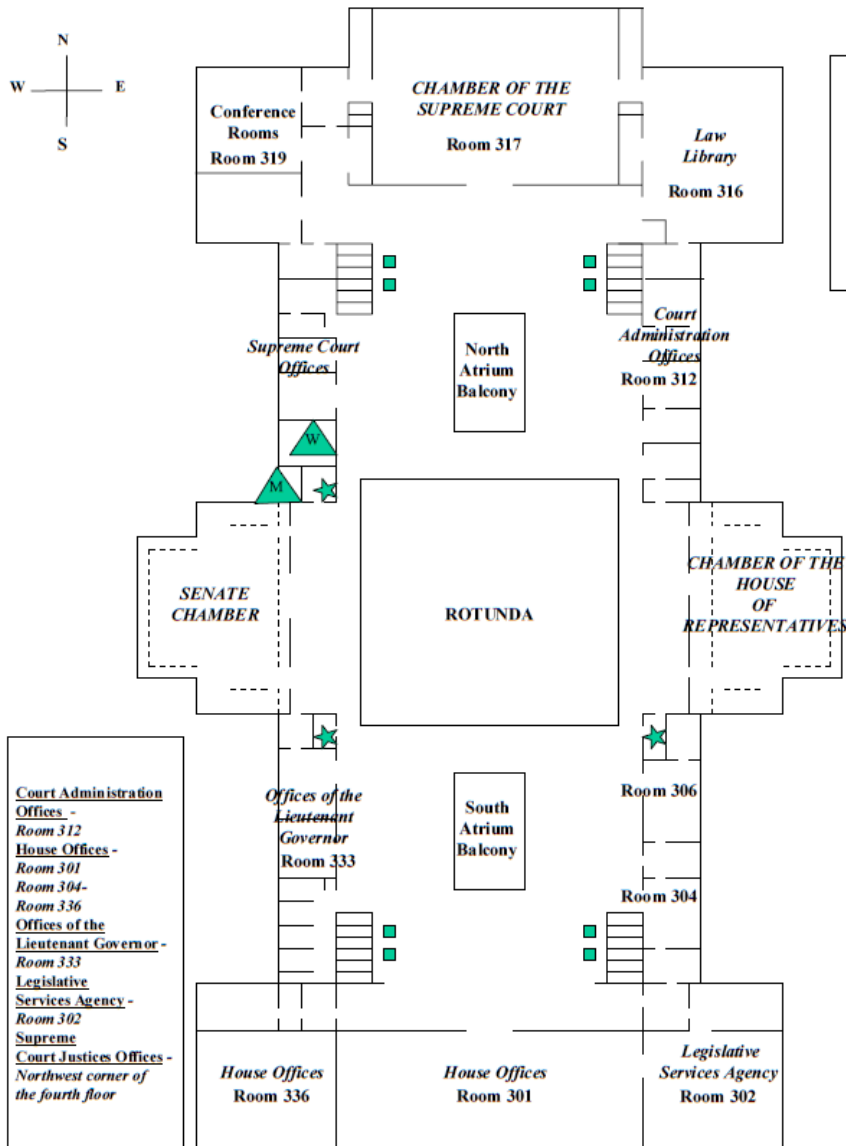 N
W E
S
CHAMBER OF THE
SUPREME COURT
Room 317
Conference
Rooms
Room 319
Law
Library
Room 316
Supreme Court
Offices
North
Atrium
Balcony
Court
Administration
Offices
Room 312
W
M
SENATE
CHAMBER
ROTUNDA
CHAMBER OF THE
HOUSE
OF
REPRESENTATIVES
Offices of the
Lieutenant
Governor
Room 333
South
Atrium
Balcony
Room 306
Room 304
Court Administration
Offices -
Room 312
House Offices -
Room 301
Room 304-
Room 336
Offices of the
Lieutenant Governor -
Room 333
Legislative
Services Agency -
Room 302
Supreme
Court Justices Offices -
Northwest corner of
the fourth floor
House Offices
Room 336
House Offices
Room 301
Legislative
Services Agency
Room 302